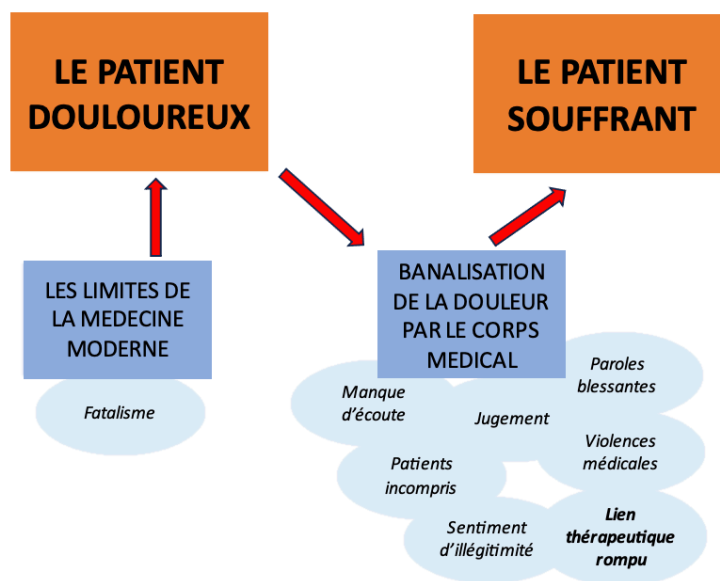 LE PATIENT
DOULOUREUX
LE PATIENT
SOUFFRANT
LES LIMITES DE
LA MEDECINE
MODERNE
Fatalisme
BANALISATION
DE LA DOULEUR
PAR LE CORPS
MEDICAL
Manque
d’écoute
Jugement
Paroles
blessantes
Patients
incompris
Violences
médicales
Sentiment
d’illégitimité
Lien
thérapeutique
rompu